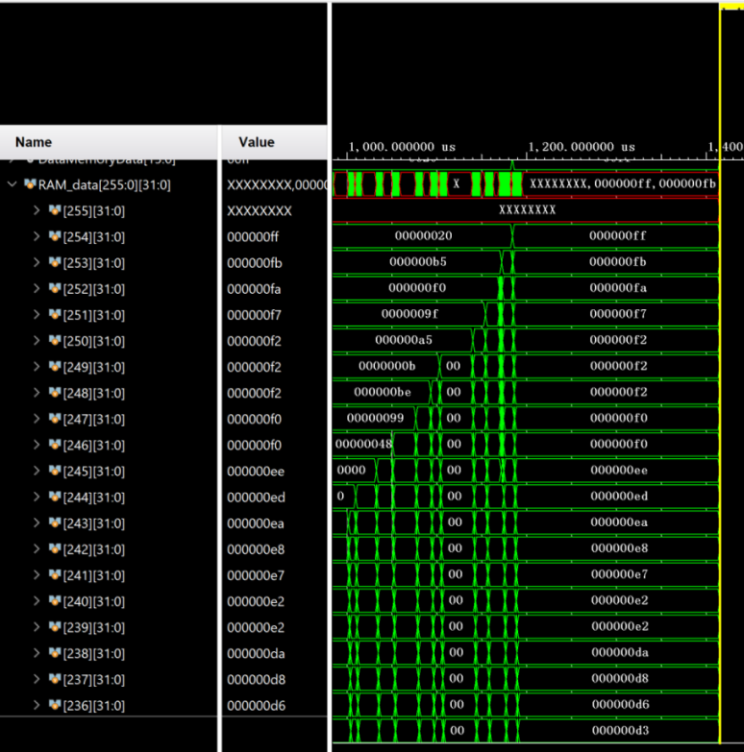 Name Value
1,000.000000 us 1,200.000000 us 1,400
RAM_data[255:0][31:0] XXXXXXXX,0000 X XXXXXXXX,000000ff,000000fb
[255][31:0] XXXXXXXX XXXXXXXX
[254][31:0] 000000ff 00000020 000000ff
[253][31:0] 000000fb 000000b5 000000fb
[252][31:0] 000000fa 000000f0 000000fa
[251][31:0] 000000f7 0000009f 000000f7
[250][31:0] 000000f2 000000a5 000000f2
[249][31:0] 000000f2 0000000b 00 000000f2
[248][31:0] 000000f2 000000be 00 000000f2
[247][31:0] 000000f0 00000099 00 000000f0
[246][31:0] 000000f0 00000048 00 000000f0
[245][31:0] 000000ee 0000 00 000000ee
[244][31:0] 000000ed 0 00 000000ed
[243][31:0] 000000ea 00 000000ea
[242][31:0] 000000e8 00 000000e8
[241][31:0] 000000e7 00 000000e7
[240][31:0] 000000e2 00 000000e2
[239][31:0] 000000e2 00 000000e2
[238][31:0] 000000da 00 000000da
[237][31:0] 000000d8 00 000000d8
[236][31:0] 000000d6 00 000000d6
00 000000d3